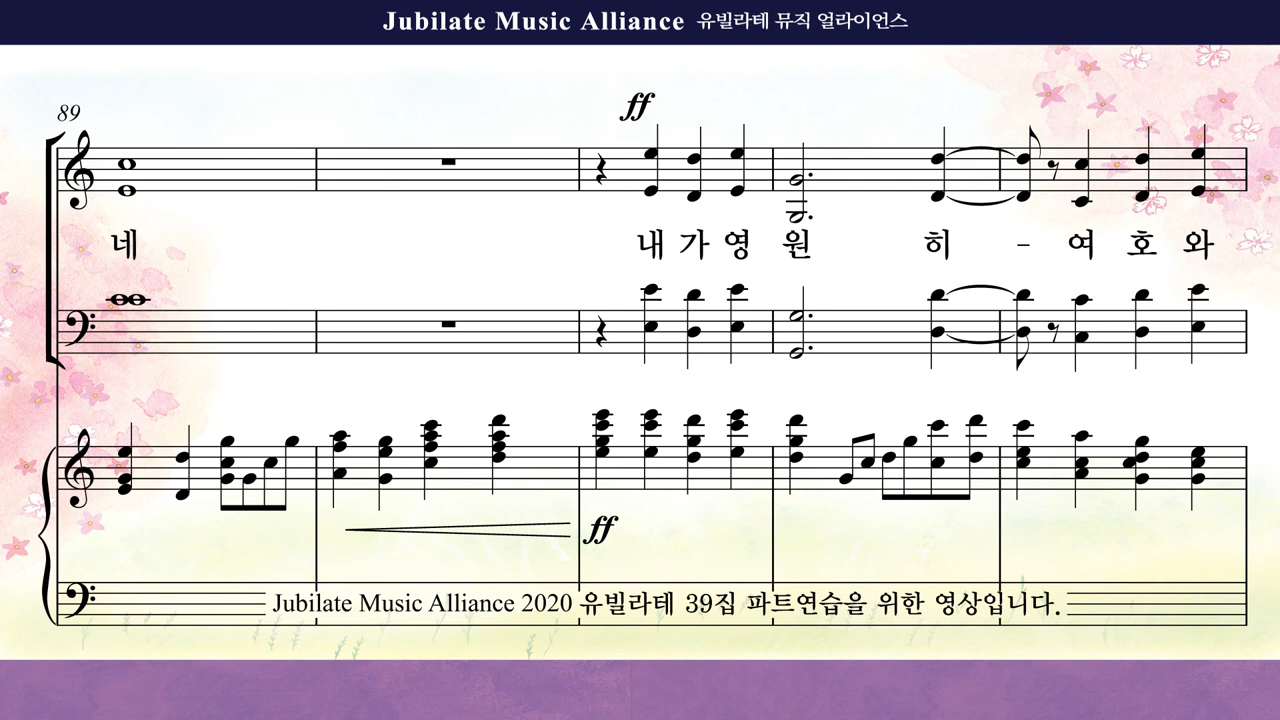 Jubilate Music Alliance 유빌라테 뮤직 얼라이언스
89
ff
네 내 가 영 원 히 - 여 호 와
ff
Jubilate Music Alliance 2020 유빌라테 39집 파트연습을 위한 영상입니다.